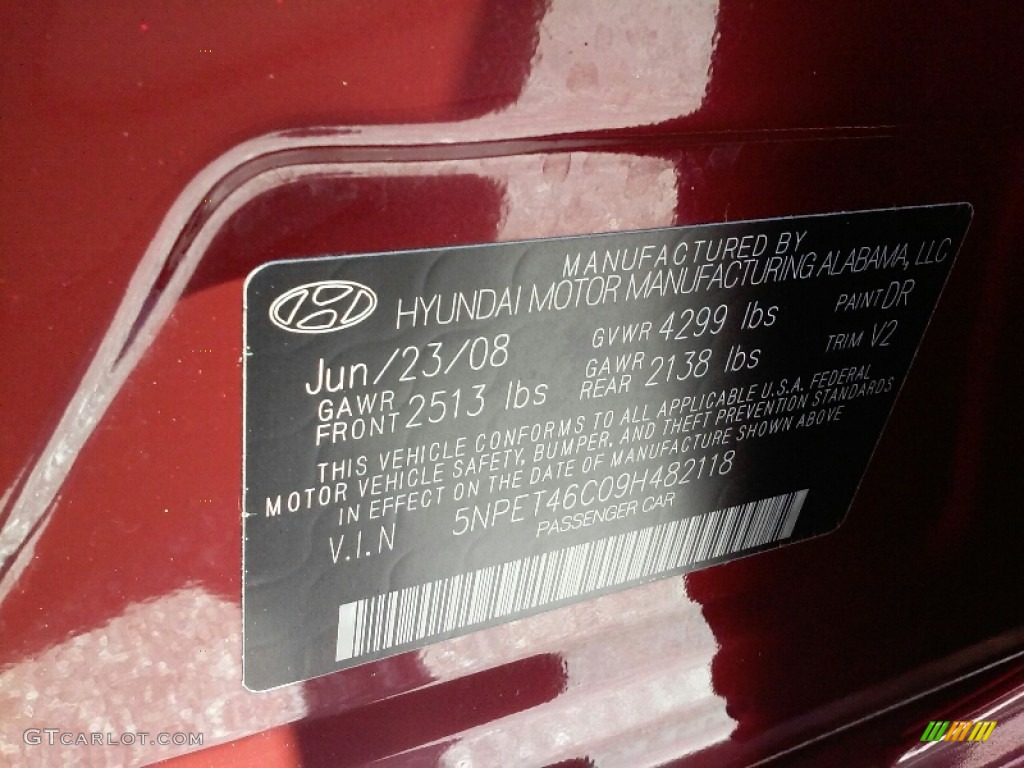 MANUFACTURED BY
HYUNDAI MOTOR MANUFACTURING ALABAMA, LLC
Jun/23/08 GVWR 4299 lbs PAINT DR
GAWR FRONT 2513 lbs GAWR REAR 2138 lbs TRIM V2
THIS VEHICLE CONFORMS TO ALL APPLICABLE U.S.A. FEDERAL
MOTOR VEHICLE SAFETY, BUMPER, AND THEFT PREVENTION STANDARDS
IN EFFECT ON THE DATE OF MANUFACTURE SHOWN ABOVE
V.I.N 5NPET46C09H482118
PASSENGER CAR
GTCARLOT.COM